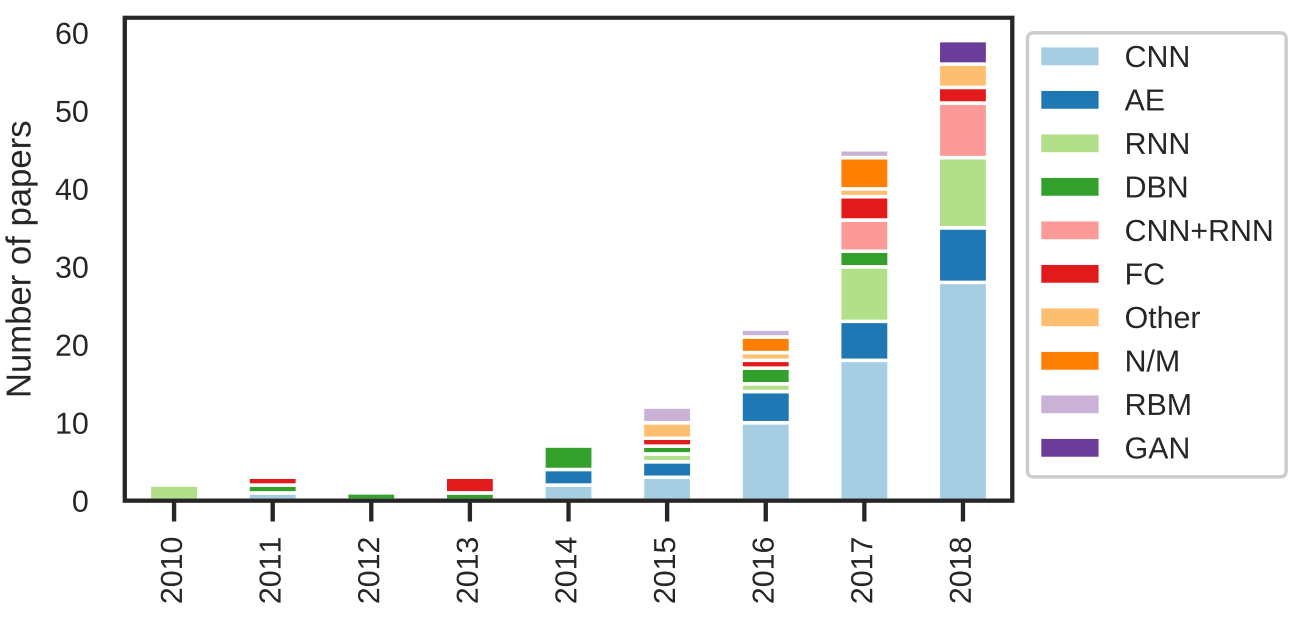 Number of papers
60
50
40
30
20
10
0
2010
2011
2012
2013
2014
2015
2016
2017
2018
CNN
AE
RNN
DBN
CNN+RNN
FC
Other
N/M
RBM
GAN